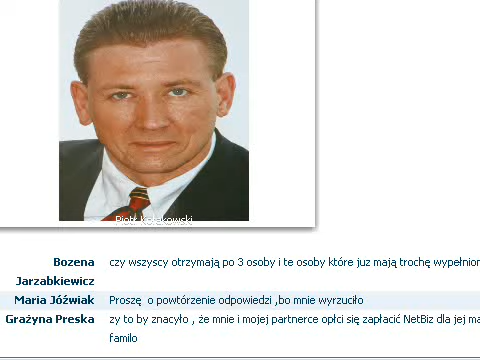 Piotr
Bozena czy wszyscy otrzymają po 3 osoby i te osoby które juz mają trochę wypełnion
Jarzabkiewicz
Maria Jóźwiak Proszę o powtórzenie odpowiedzi ,bo mnie wyrzuciło
Grażyna Preska zy to by znacyło , że mnie i mojej partnerce opłci się zapłacić NetBiz dla jej ma
familo